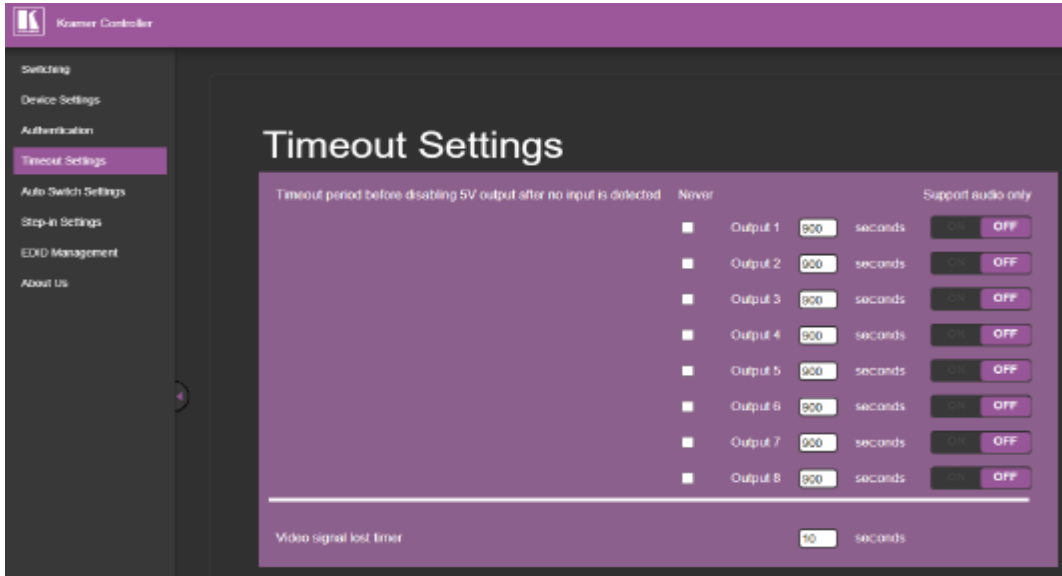 Kramer Controller
Switching
Device Settings
Authentication
Timeout Settings
Auto Switch Settings
Step-in Settings
EDID Management
About Us
Timeout Settings
Timeout period before disabling 5V output after no input is detected Never Support audio only
Output 1 900 seconds ON OFF
Output 2 900 seconds ON OFF
Output 3 900 seconds ON OFF
Output 4 900 seconds ON OFF
Output 5 900 seconds ON OFF
Output 6 900 seconds ON OFF
Output 7 900 seconds ON OFF
Output 8 900 seconds ON OFF
Video signal lost timer 10 seconds